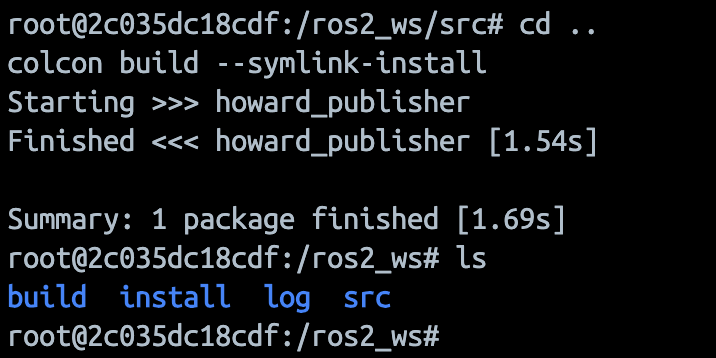 root@2c035dc18cdf:/ros2_ws/src# cd ..
colcon build --symlink-install
Starting >>> howard_publisher
Finished <<< howard_publisher [1.54s]
Summary: 1 package finished [1.69s]
root@2c035dc18cdf:/ros2_ws# ls
build  install  log  src
root@2c035dc18cdf:/ros2_ws#